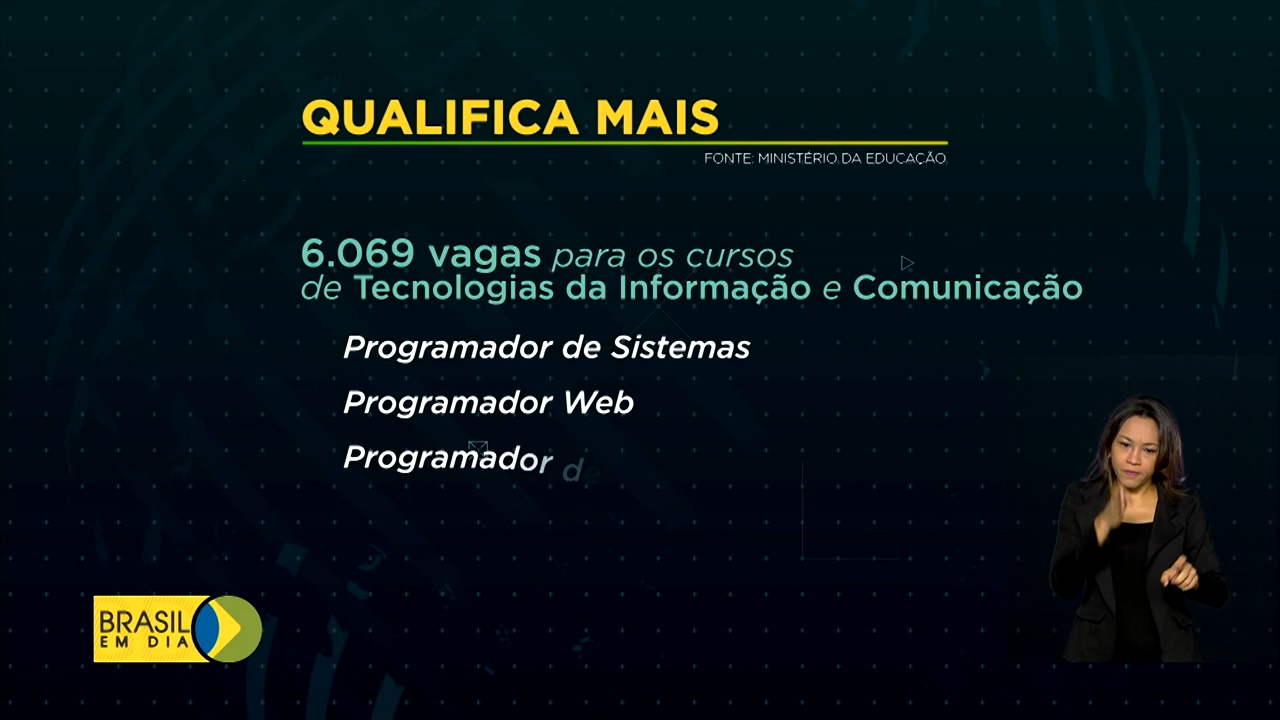 QUALIFICA MAIS
FONTE: MINISTÉRIO DA EDUCAÇÃO
6.069 vagas para os cursos
de Tecnologias da Informação e Comunicação
Programador de Sistemas
Programador Web
Programador de
BRASIL
EM DIA